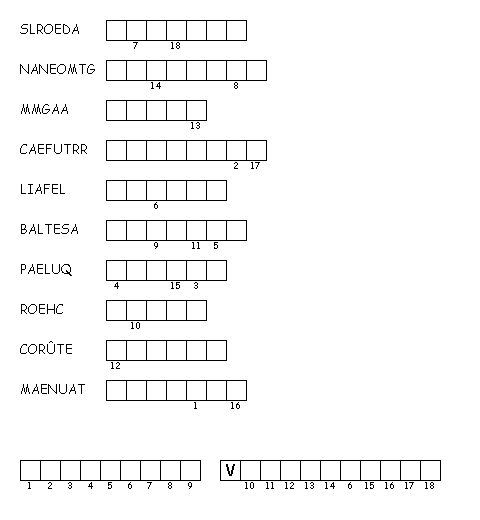 SLROEDA
7 18
NANEOMTG
14 8
MMGAA
13
CAEFUTRR
2 17
LIAFEL
6
BALTESA
9 11 5
PAELUQ
4 15 3
ROEHC
10
CORÛTE
12
MAENUAT
1 16
V
1 2 3 4 5 6 7 8 9 10 11 12 13 14 6 15 16 17 18